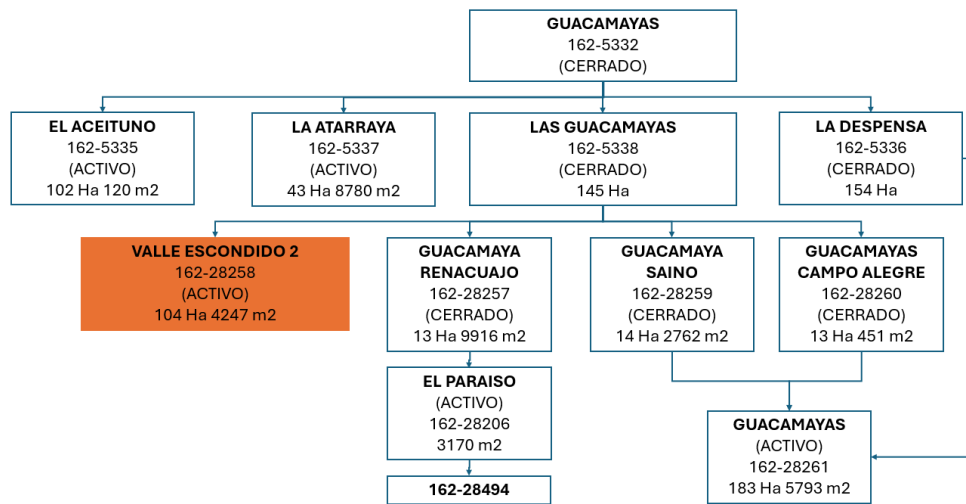 GUACAMAYAS
162-5332
(CERRADO)
EL ACEITUNO
162-5335
(ACTIVO)
102 Ha 120 m2
LA ATARRAYA
162-5337
(ACTIVO)
43 Ha 8780 m2
LAS GUACAMAYAS
162-5338
(CERRADO)
145 Ha
LA DESPENSA
162-5336
(CERRADO)
154 Ha
VALLE ESCONDIDO 2
162-28258
(ACTIVO)
104 Ha 4247 m2
GUACAMAYA
RENACUAJO
162-28257
(CERRADO)
13 Ha 9916 m2
GUACAMAYA
SAINO
162-28259
(CERRADO)
14 Ha 2762 m2
GUACAMAYAS
CAMPO ALEGRE
162-28260
(CERRADO)
13 Ha 451 m2
EL PARAISO
(ACTIVO)
162-28206
3170 m2
GUACAMAYAS
(ACTIVO)
162-28261
183 Ha 5793 m2
162-28494